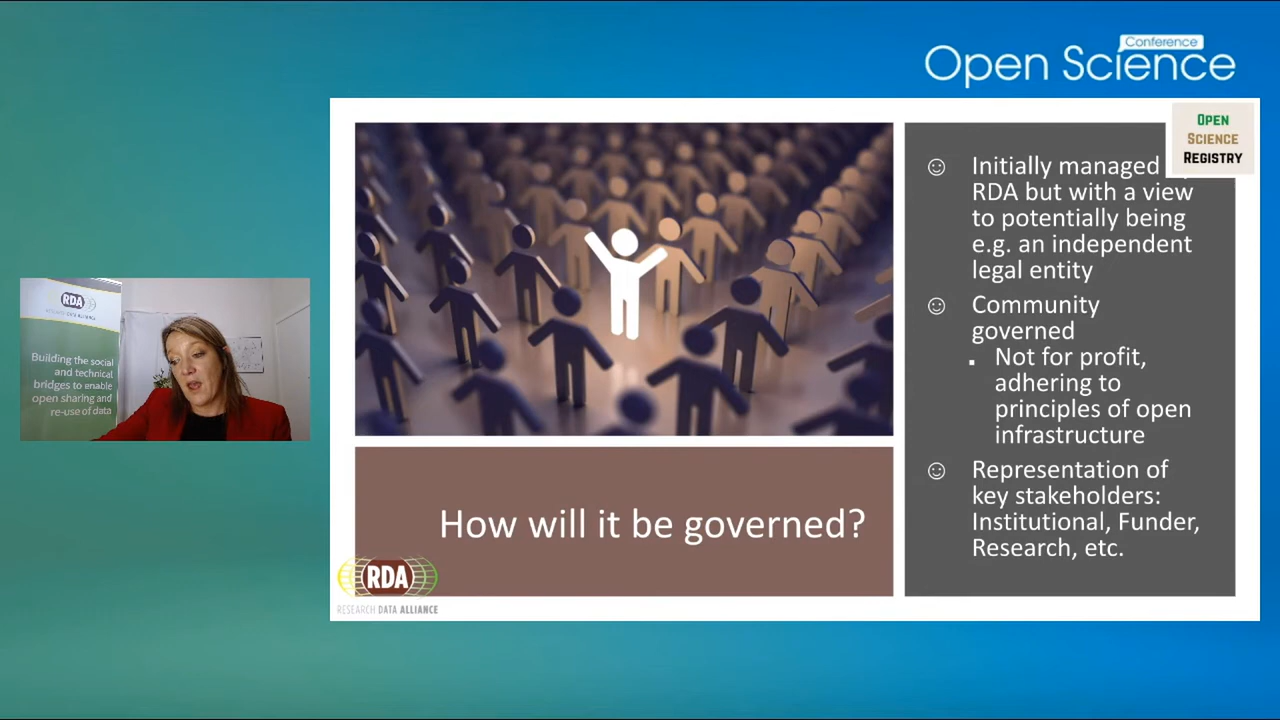 Conference
Open Science
OPEN
SCIENCE
REGISTRY
RDA
RESEARCH DATA ALLIANCE
Building the social
and technical
bridges to enable
open sharing and
re-use of data
How will it be governed?
RDA
RESEARCH DATA ALLIANCE
Initially managed
RDA but with a view
to potentially being
e.g. an independent
legal entity
Community
governed
Not for profit,
adhering to
principles of open
infrastructure
Representation of
key stakeholders:
Institutional, Funder,
Research, etc.